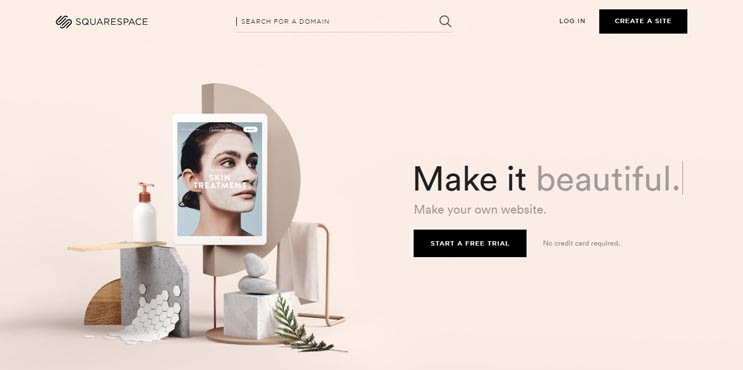 SQUARESPACE
SEARCH FOR A DOMAIN
LOG IN
CREATE A SITE
SKIN
TREATMENT
Make it beautiful.
Make your own website.
START A FREE TRIAL
No credit card required.